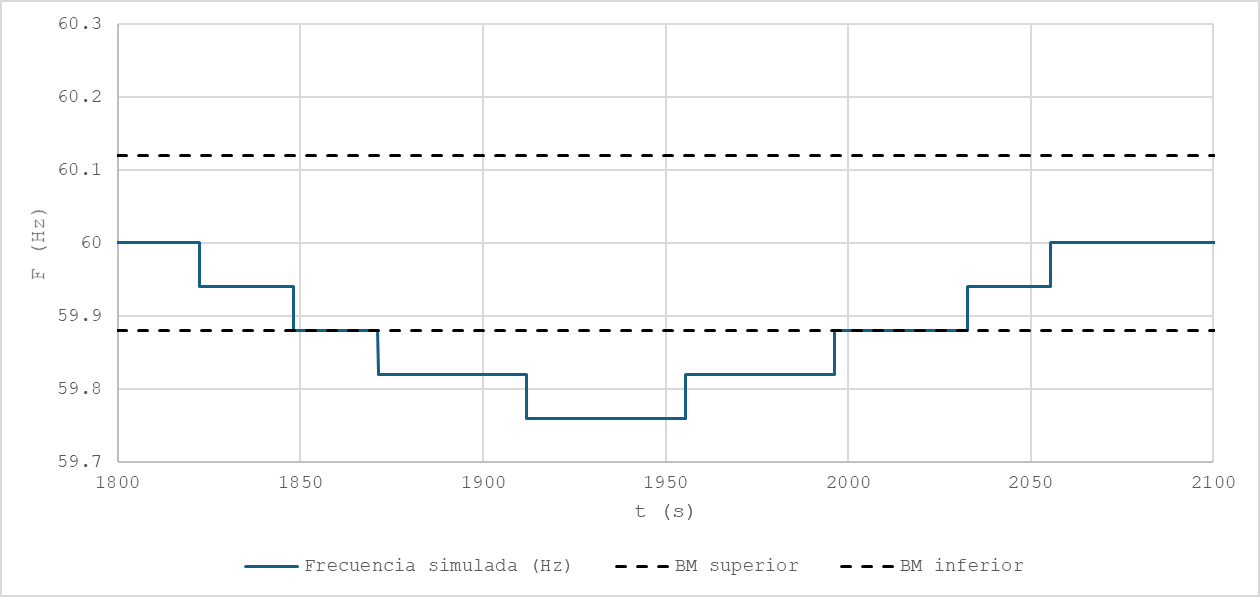 60.3
60.2
60.1
60
59.9
59.8
59.7
F (Hz)
1800 1850 1900 1950 2000 2050 2100
t (s)
Frecuencia simulada (Hz) BM superior BM inferior